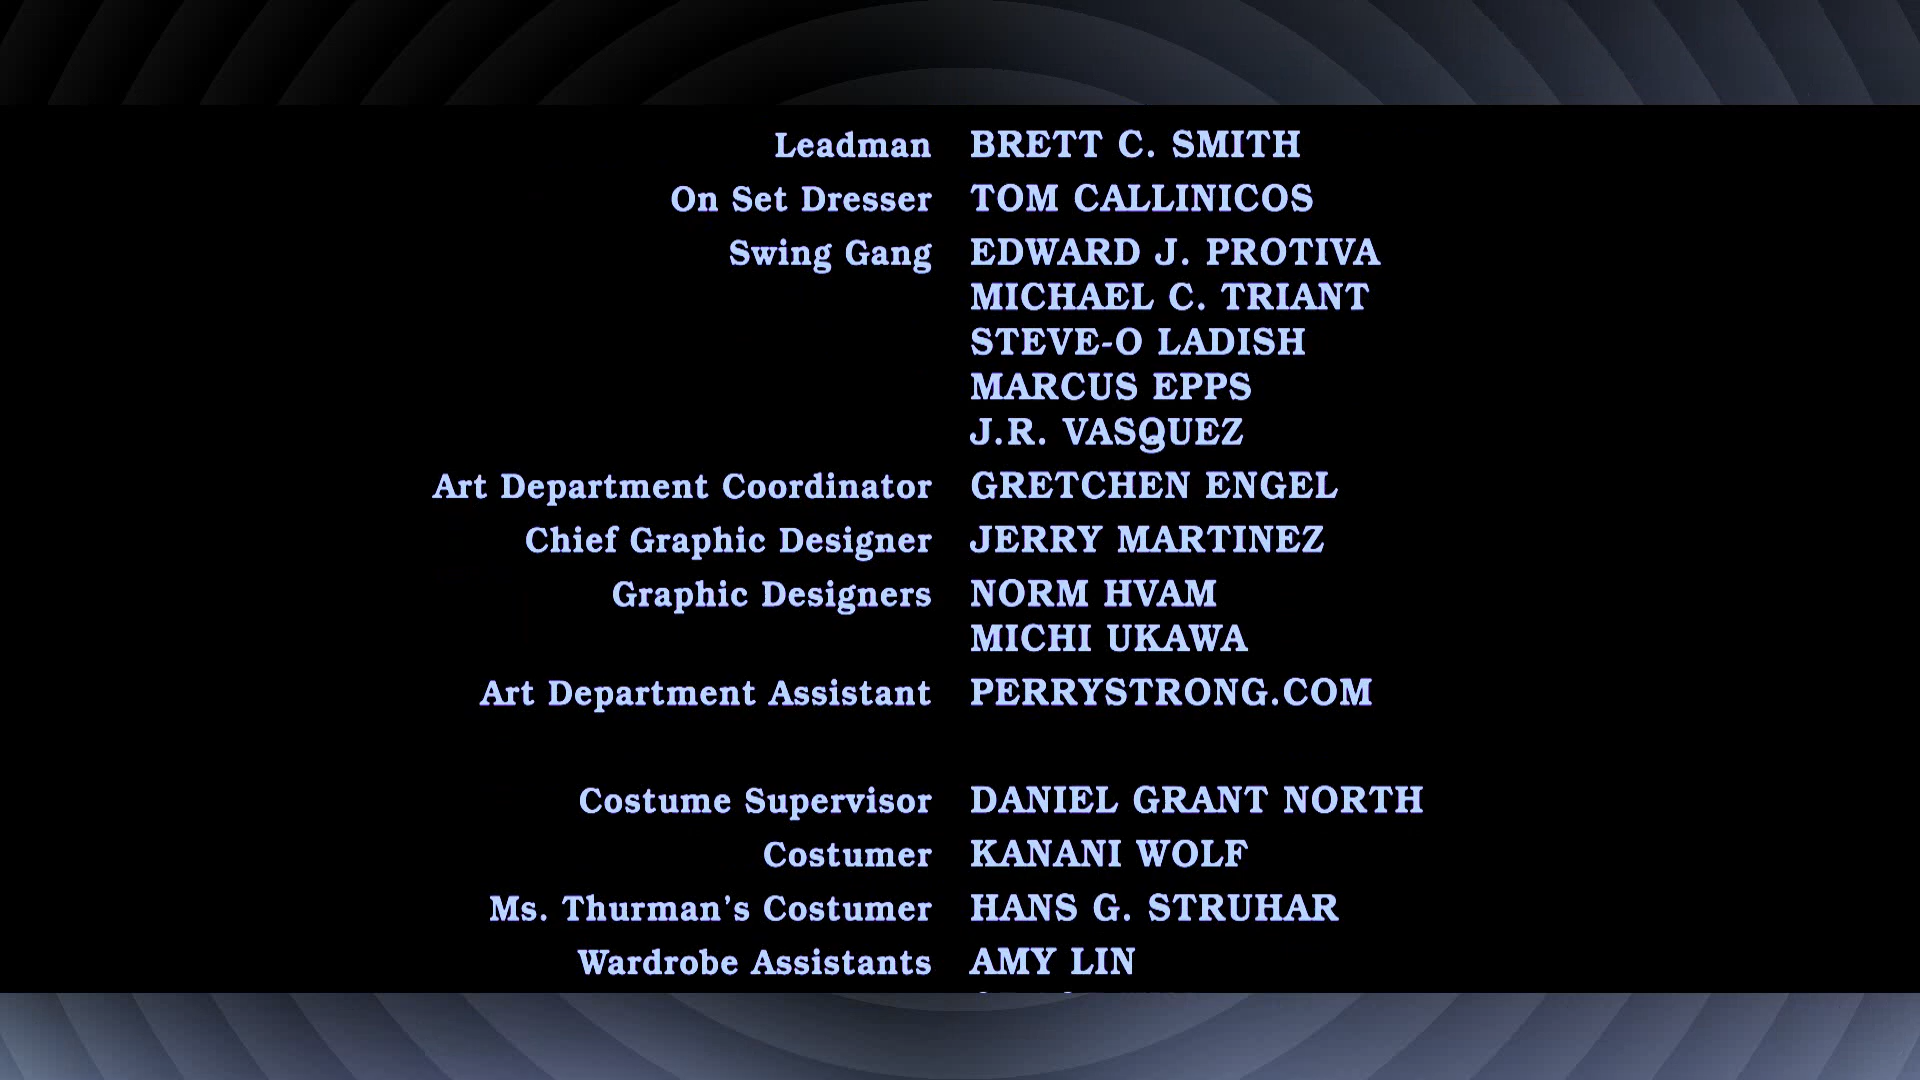 Leadman BRETT C. SMITH
On Set Dresser TOM CALLINICOS
Swing Gang EDWARD J. PROTIVA
MICHAEL C. TRIANT
STEVE-O LADISH
MARCUS EPPS
J.R. VASQUEZ
Art Department Coordinator GRETCHEN ENGEL
Chief Graphic Designer JERRY MARTINEZ
Graphic Designers NORM HVAM
MICHI UKAWA
Art Department Assistant PERRYSTRONG.COM
Costume Supervisor DANIEL GRANT NORTH
Costumer KANANI WOLF
Ms. Thurman's Costumer HANS G. STRUHAR
Wardrobe Assistants AMY LIN